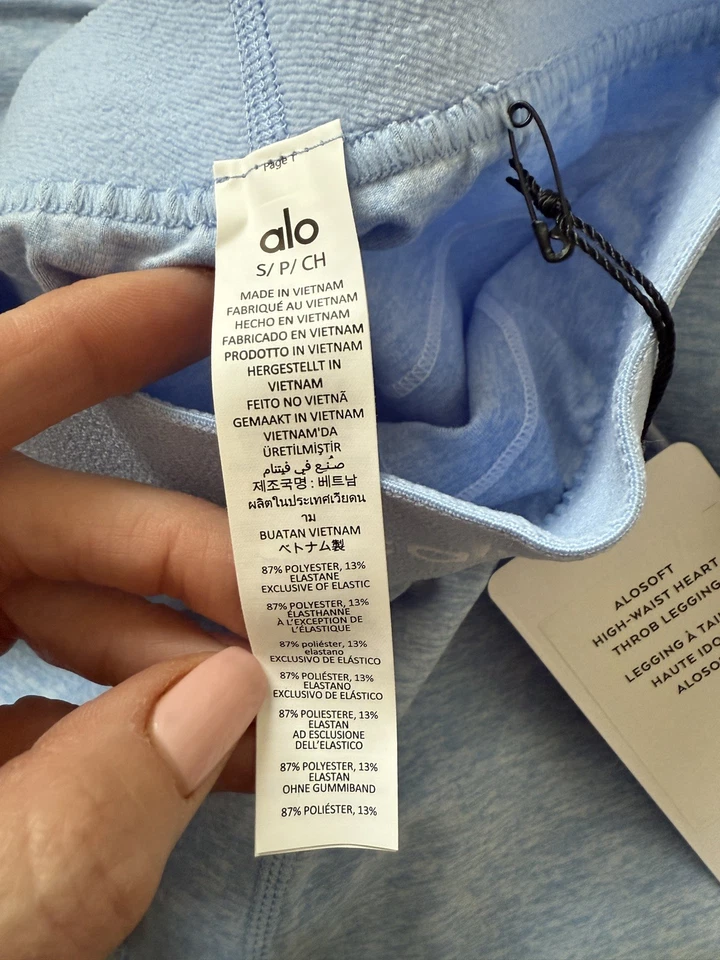 Page 1
alo
S/ P/ CH
MADE IN VIETNAM
FABRIQUÉ AU VIETNAM
HECHO EN VIETNAM
FABRICADO EN VIETNAM
PRODOTTO IN VIETNAM
HERGESTELLT IN
VIETNAM
FEITO NO VIETNÃ
GEMAAKT IN VIETNAM
VIETNAM'DA
ÜRETİLMİŞTİR
صنع في فيتنام
제조국명 : 베트남
ผลิตในประเทศเวียดน
าม
BUATAN VIETNAM
ベトナム製
87% POLYESTER, 13%
ELASTANE
EXCLUSIVE OF ELASTIC
87% POLYESTER, 13%
ÉLASTHANNE
À L'EXCEPTION DE
L'ÉLASTIQUE
87% poliéster, 13%
elastano
EXCLUSIVO DE ELÁSTICO
87% POLIÉSTER, 13%
ELASTANO
EXCLUSIVO DE ELÁSTICO
87% POLIESTERE, 13%
ELASTAN
AD ESCLUSIONE
DELL'ELASTICO
87% POLYESTER, 13%
ELASTAN
OHNE GUMMIBAND
87% POLIÉSTER, 13%
ALOSOFT
HIGH-WAIST HEART
THROB LEGGING
LEGGING À
HAUTE